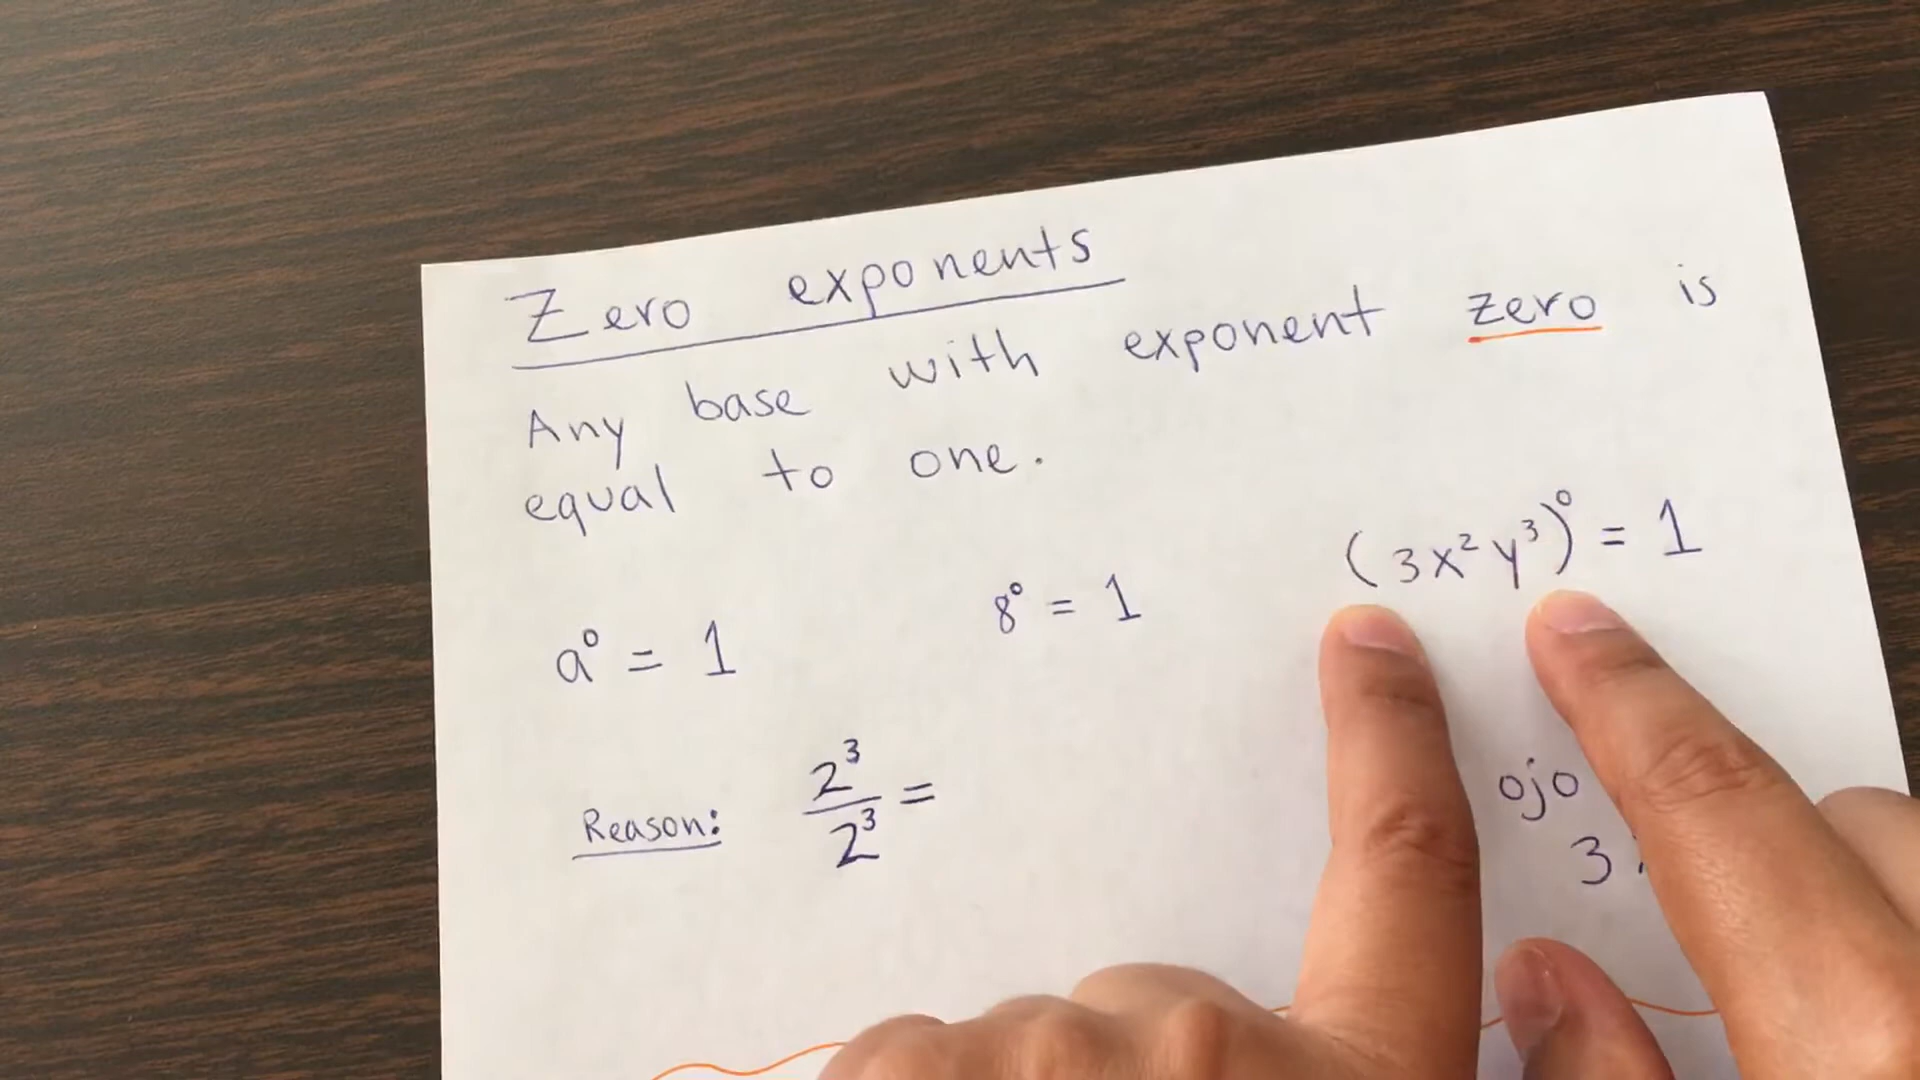 Zero exponents
Any base with exponent zero is
equal to one.
a⁰ = 1
8⁰ = 1
(3x²y³)⁰ = 1
Reason: 2³/2³ =
ojo
3